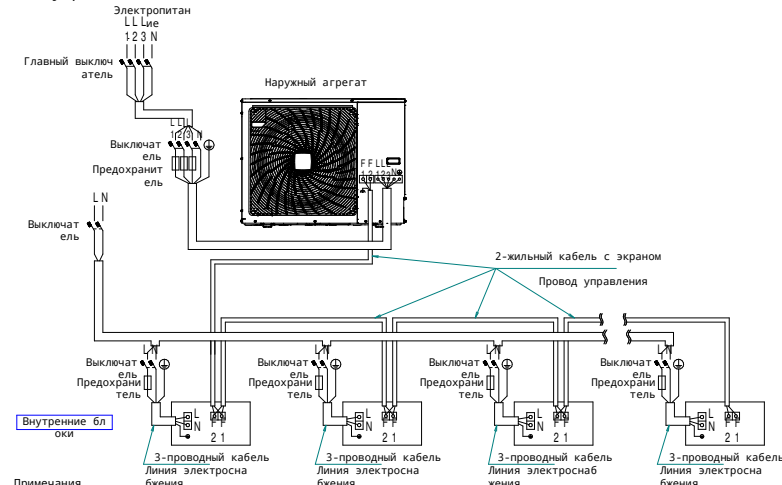 Электропитан
ие
L L L N
1 2 3
Главный выключ
атель
Наружный агрегат
L L L N
1 2 3
Выключат
ель
Предохранит
ель
F F L L L
1 2 1 2 3 N
L N
Выключат
ель
2-жильный кабель с экраном
Провод управления
L N
L N
L N
L N
Выключат
ель
Предохрани
тель
Выключат
ель
Предохрани
тель
Выключат
ель
Предохрани
тель
Выключат
ель
Предохрани
тель
Внутренние бл
оки
L
N
F F
2 1
L
N
F F
2 1
L
N
F F
2 1
L
N
F F
2 1
3-проводный кабель
Линия электросна
бжения
3-проводный кабель
Линия электросна
бжения
3-проводный кабель
Линия электроснаб
жения
3-проводный кабель
Линия электросна
бжения
Примечания